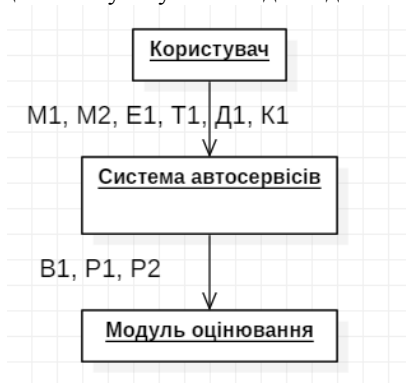 Користувач
М1, М2, Е1, Т1, Д1, К1
Система автосервісів
В1, Р1, Р2
Модуль оцінювання